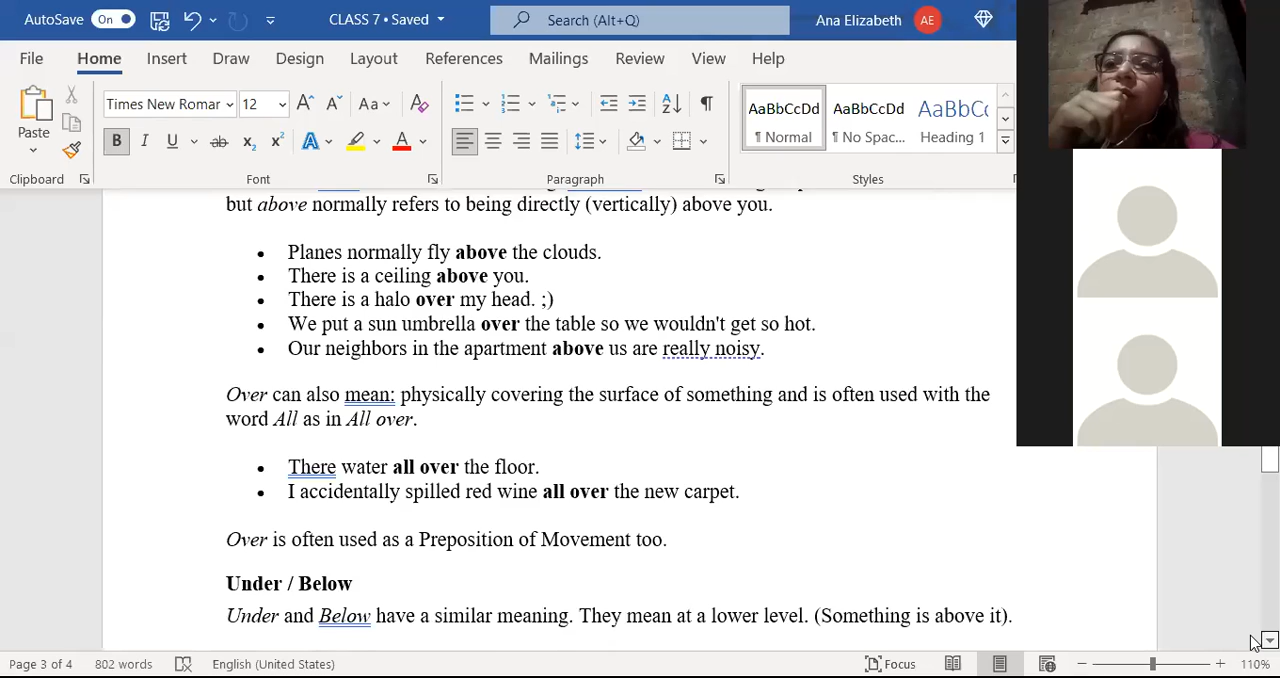 AutoSave On CLASS 7 • Saved Search (Alt+Q) Ana Elizabeth AE
File Home Insert Draw Design Layout References Mailings Review View Help
Paste
Times New Romar 12 A A Aa A
B I U ab x2 x2 A A
AaBbCcDd AaBbCcDd AaBbCc
¶ Normal ¶ No Spac... Heading 1
Clipboard Font Paragraph Styles
but above normally refers to being directly (vertically) above you.
• Planes normally fly above the clouds.
• There is a ceiling above you.
• There is a halo over my head. ;)
• We put a sun umbrella over the table so we wouldn't get so hot.
• Our neighbors in the apartment above us are really noisy.
Over can also mean: physically covering the surface of something and is often used with the
word All as in All over.
• There water all over the floor.
• I accidentally spilled red wine all over the new carpet.
Over is often used as a Preposition of Movement too.
Under / Below
Under and Below have a similar meaning. They mean at a lower level. (Something is above it).
Page 3 of 4 802 words English (United States) Focus 110%